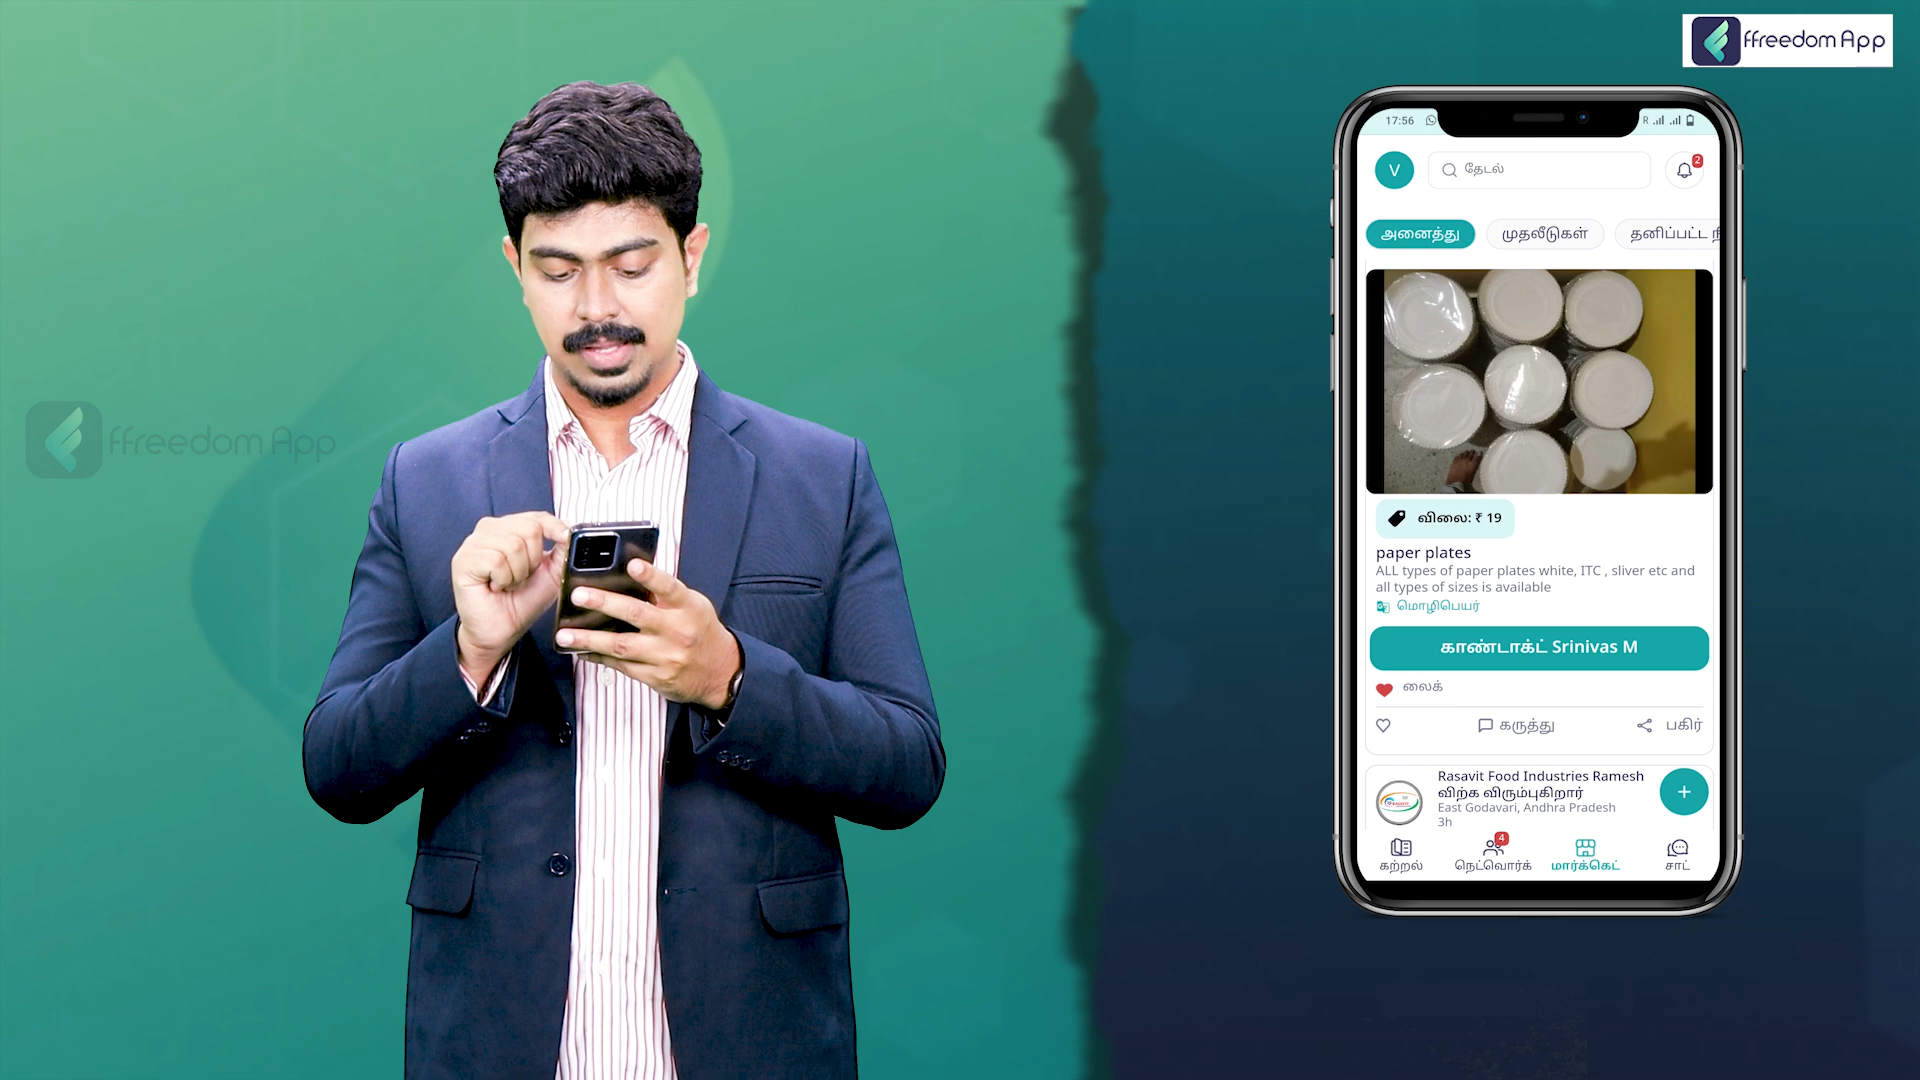 ffreedom App
ffreedom App
17:56
R
V
தேடல்
2
அனைத்து
முதலீடுகள்
தனிப்பட்ட
விலை: ₹ 19
paper plates
ALL types of paper plates white, ITC , sliver etc and
all types of sizes is available
மொழிபெயர்
காண்டாக்ட் Srinivas M
லைக்
கருத்து
பகிர்
Rasavit Food Industries Ramesh
விற்க விரும்புகிறார்
East Godavari, Andhra Pradesh
3h
கற்றல்
4
நெட்வொர்க்
மார்க்கெட்
சாட்